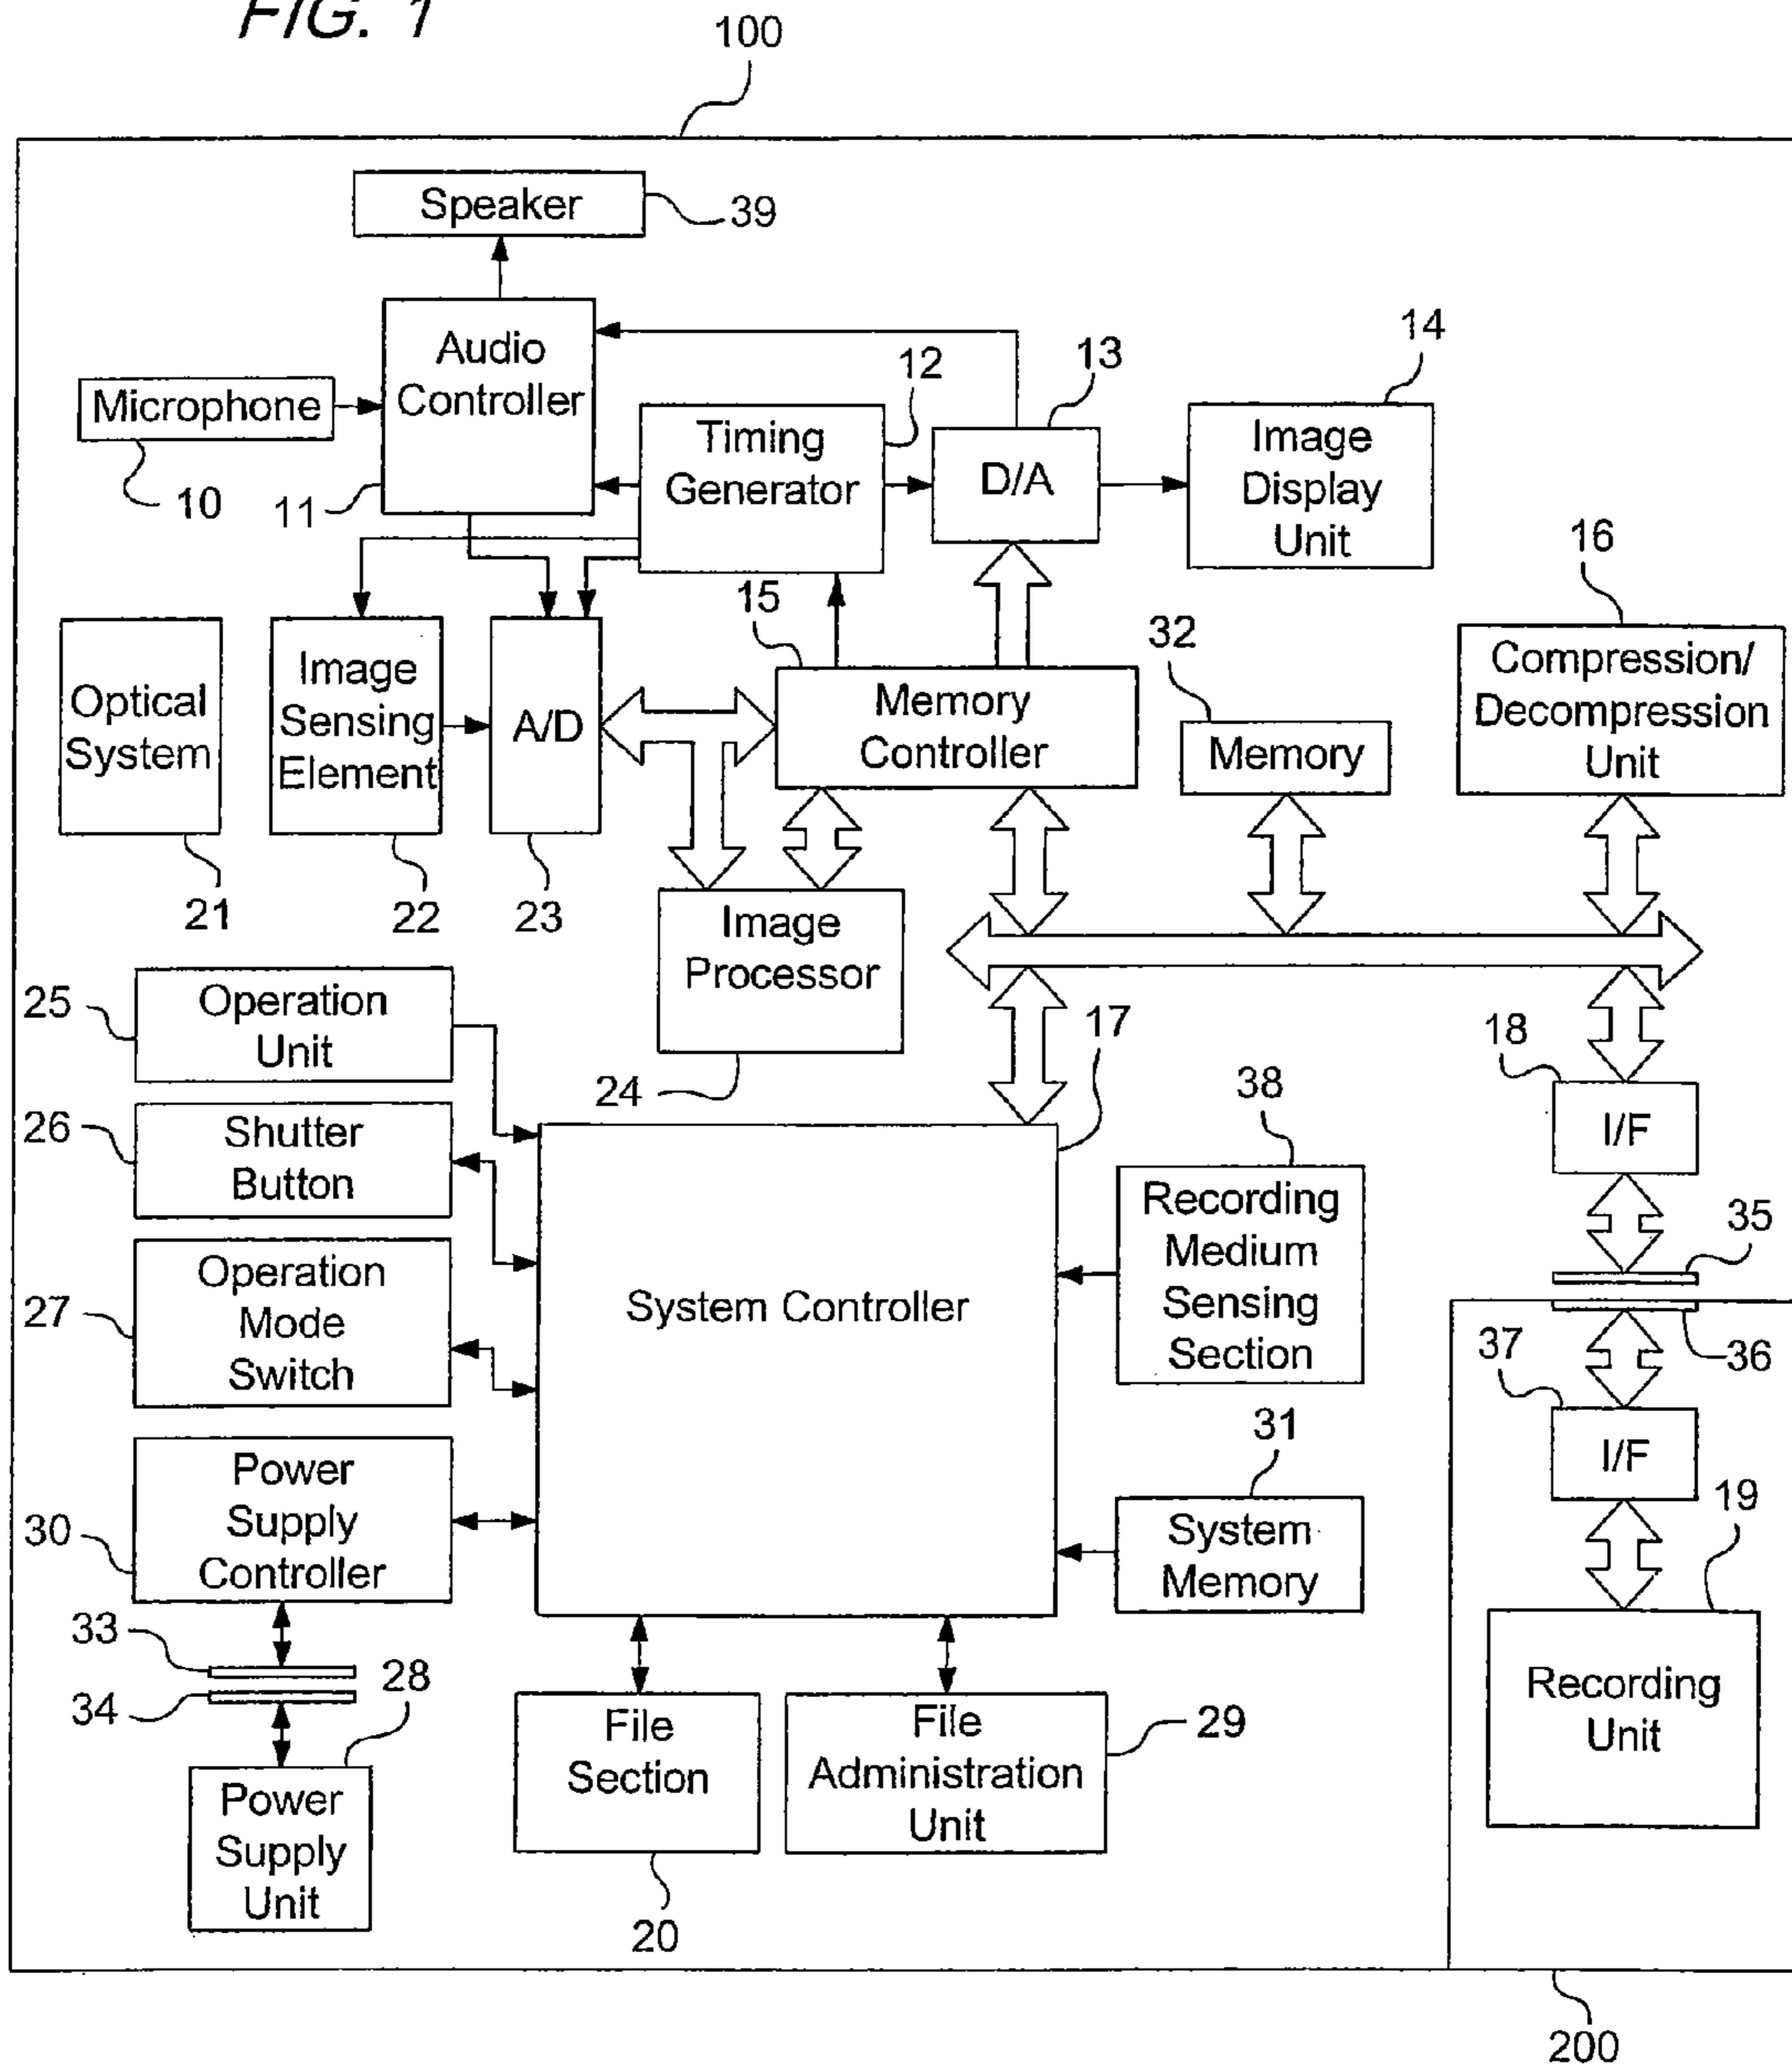 FIG. 1
100
Speaker
39
Audio
Controller
Microphone
10
11
12
Timing
Generator
13
D/A
14
Image
Display
Unit
15
16
32
Optical
System
21
Image
Sensing
Element
22
A/D
23
Memory
Controller
Memory
Compression/
Decompression
Unit
Image
Processor
24
25
Operation
Unit
26
Shutter
Button
27
Operation
Mode
Switch
30
Power
Supply
Controller
33
34
28
Power
Supply
Unit
17
System Controller
38
Recording
Medium
Sensing
Section
31
System
Memory
File
Section
20
File
Administration
Unit
29
18
I/F
35
36
37
I/F
19
Recording
Unit
200